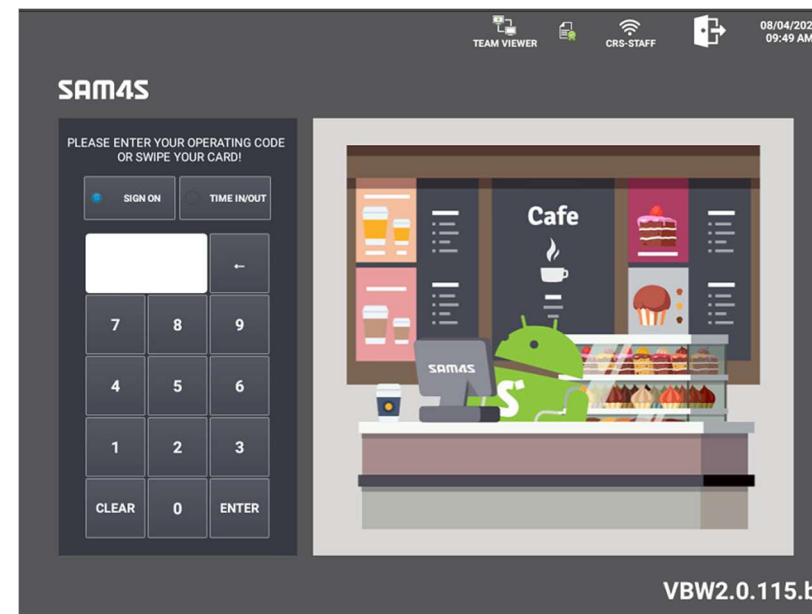 TEAM VIEWER
CRS-STAFF
08/04/202
09:49 AM
SAM4S
PLEASE ENTER YOUR OPERATING CODE
OR SWIPE YOUR CARD!
SIGN ON
TIME IN/OUT
←
7 8 9
4 5 6
1 2 3
CLEAR 0 ENTER
Cafe
SAM4S
S
VBW2.0.115.b